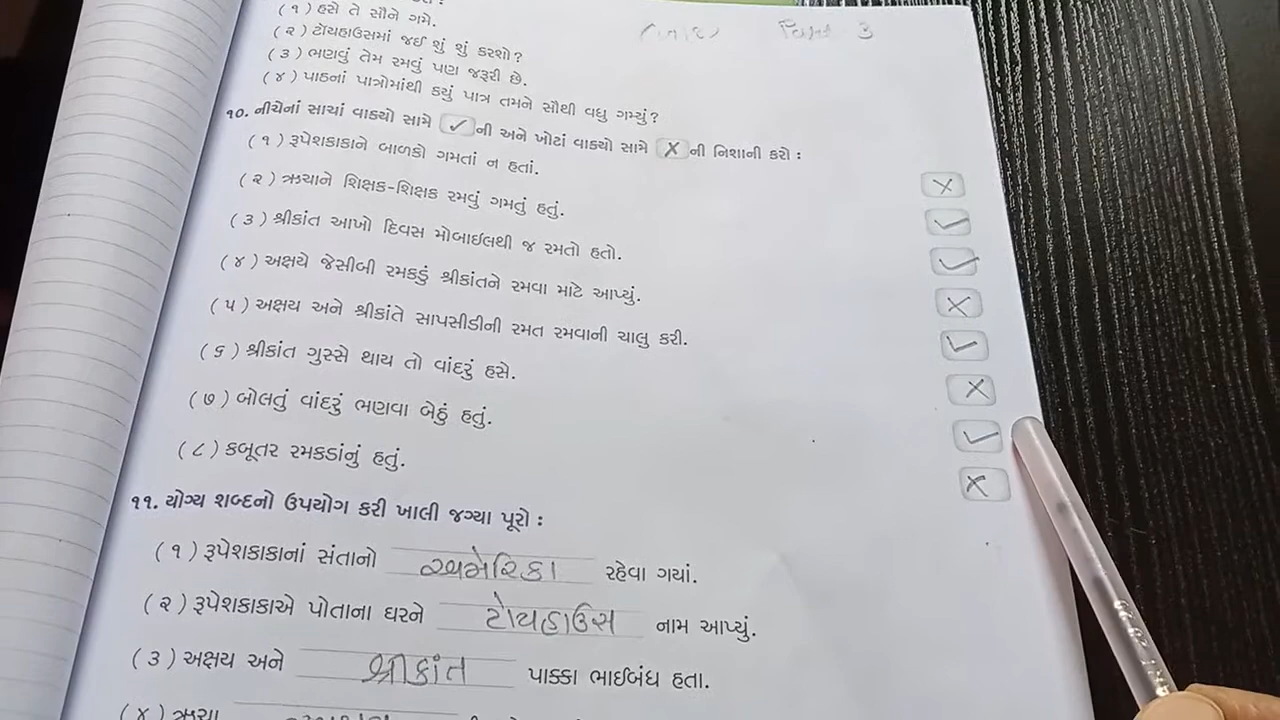 (૧) હસે તે સૌને ગમે.
(૨) ટૉયહાઉસમાં જઈ શું શું કરશો?
(૩) ભણવું તેમ રમવું પણ જરૂરી છે.
(૪) પાઠનાં પાત્રોમાંથી કયું પાત્ર તમને સૌથી વધુ ગમ્યું?
૧૦. નીચેનાં સાચાં વાક્યો સામે ✓ ની અને ખોટાં વાક્યો સામે ✗ ની નિશાની કરો :
(૧) રૂપેશકાકાને બાળકો ગમતાં ન હતાં. ✗
(૨) ઋચાને શિક્ષક-શિક્ષક રમવું ગમતું હતું. ✓
(૩) શ્રીકાંત આખો દિવસ મોબાઈલથી જ રમતો હતો. ✓
(૪) અક્ષયે જેસીબી રમકડું શ્રીકાંતને રમવા માટે આપ્યું. ✗
(૫) અક્ષય અને શ્રીકાંતે સાપસીડીની રમત રમવાની ચાલુ કરી. ✓
(૬) શ્રીકાંત ગુસ્સે થાય તો વાંદરું હસે. ✗
(૭) બોલતું વાંદરું ભણવા બેઠું હતું. ✓
(૮) કબૂતર રમકડાંનું હતું. ✗
૧૧. યોગ્ય શબ્દનો ઉપયોગ કરી ખાલી જગ્યા પૂરો :
(૧) રૂપેશકાકાનાં સંતાનો અમેરિકા રહેવા ગયાં.
(૨) રૂપેશકાકાએ પોતાના ઘરને ટોયહાઉસ નામ આપ્યું.
(૩) અક્ષય અને શ્રીકાંત પાક્કા ભાઈબંધ હતા.
(૪) ઋચા